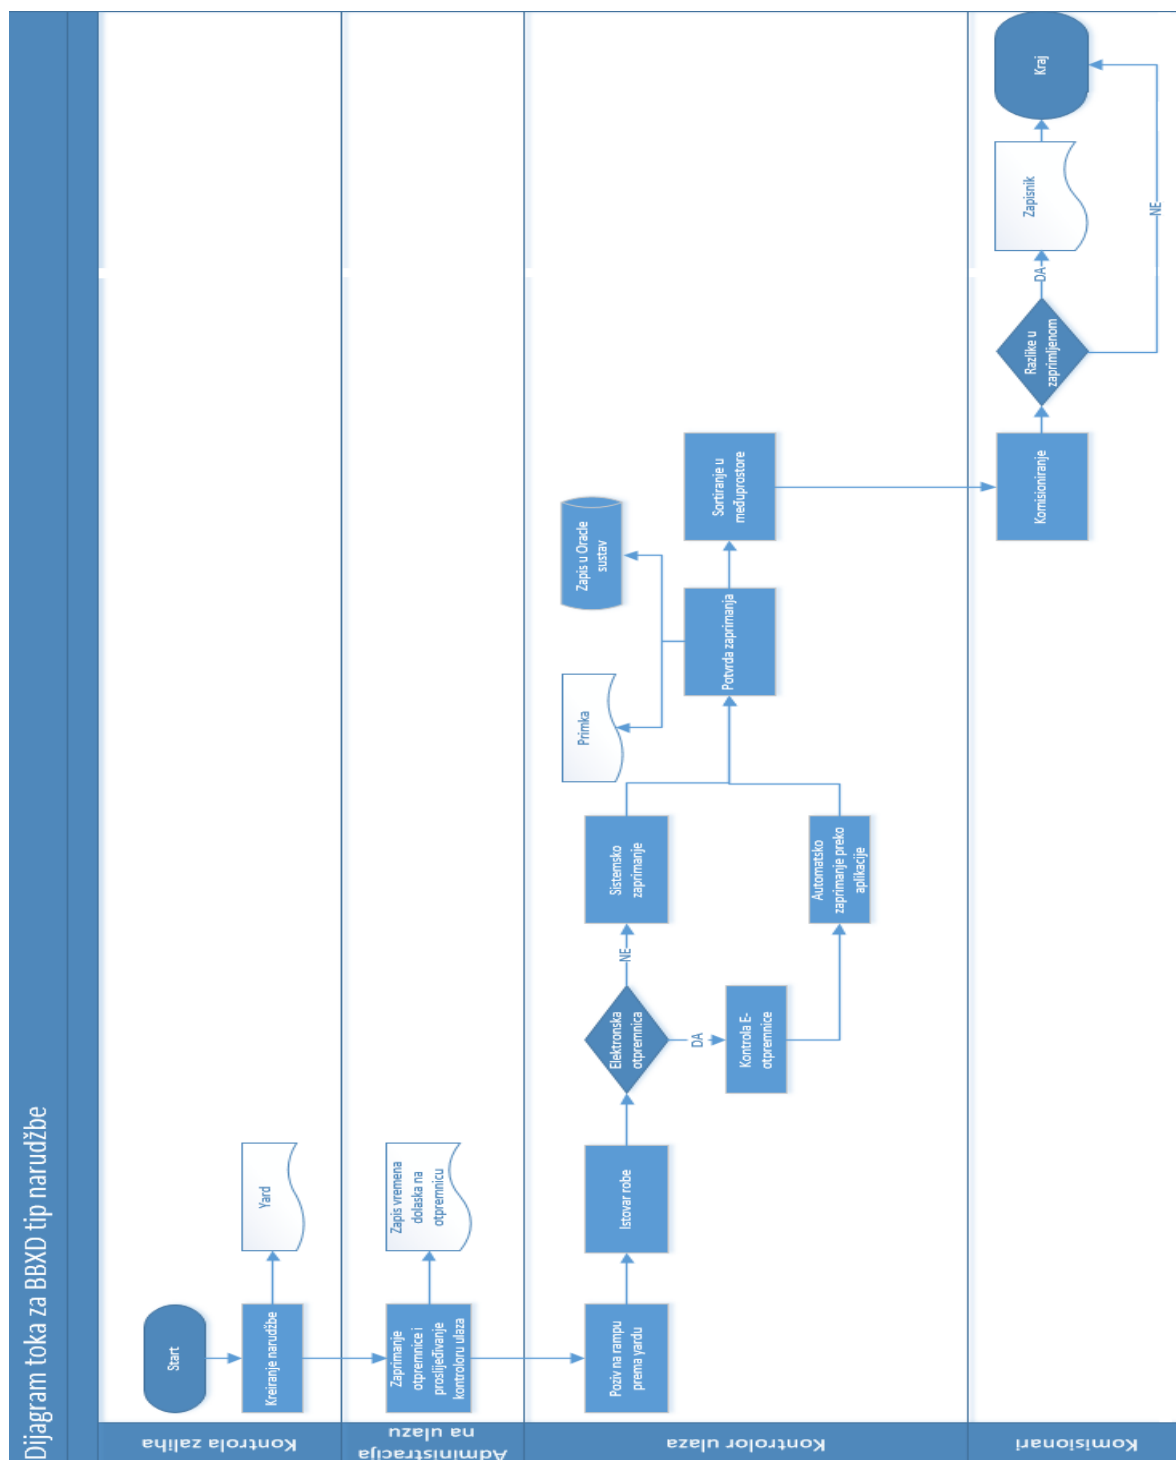 Dijagram toka za BBXD tip narudžbe
Kontrola zaliha
Start
Kreiranje narudžbe
Yard
Administracija
na ulazu
Zaprimanje
otpremnice i
proslijeđivanje
kontroloru ulaza
Zapis vremena
dolaska na
otpremnicu
Kontrolor ulaza
Poziv na rampu
prema yardu
Istovar robe
Elektronska
otpremnica
NE
DA
Sistemsko
zaprimanje
Kontrola E-
otpremnice
Automatsko
zaprimanje preko
aplikacije
Primka
Potvrda zaprimanja
Zapis u Oracle
sustav
Sortiranje u
međuprostore
Komisionari
Komisioniranje
Razlike u
zaprimljenom
DA
Zapisnik
NE
Kraj